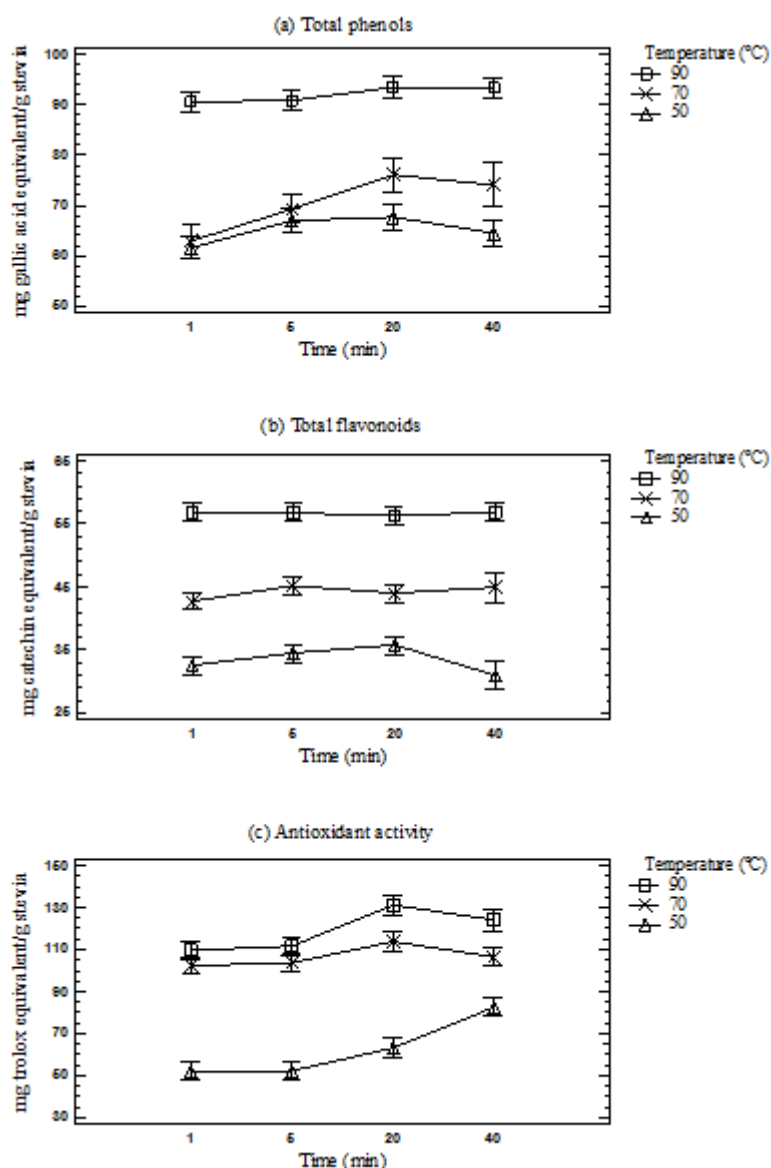 (a) Total phenols
Temperature (°C)
90
70
50
mg gallic acid equivalent/g stevia
100
90
80
70
60
50
1 5 20 40
Time (min)
(b) Total flavonoids
Temperature (°C)
90
70
50
mg catechin equivalent/g stevia
65
55
45
35
25
1 5 20 40
Time (min)
(c) Antioxidant activity
Temperature (°C)
90
70
50
mg trolox equivalent/g stevia
150
130
110
90
70
50
30
1 5 20 40
Time (min)